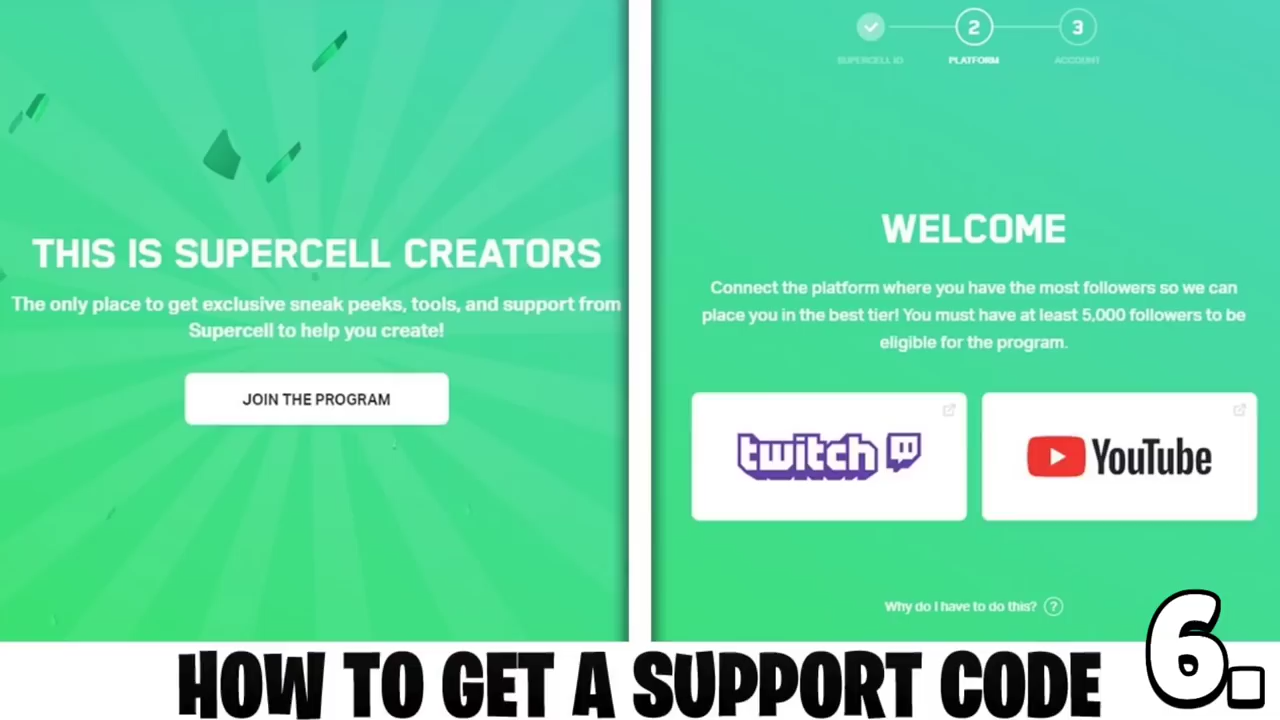 THIS IS SUPERCELL CREATORS
The only place to get exclusive sneak peeks, tools, and support from
Supercell to help you create!
JOIN THE PROGRAM
2
3
SUPERCELL ID
PLATFORM
ACCOUNT
WELCOME
Connect the platform where you have the most followers so we can
place you in the best tier! You must have at least 5,000 followers to be
eligible for the program.
twitch
YouTube
Why do I have to do this? ?
HOW TO GET A SUPPORT CODE
6.